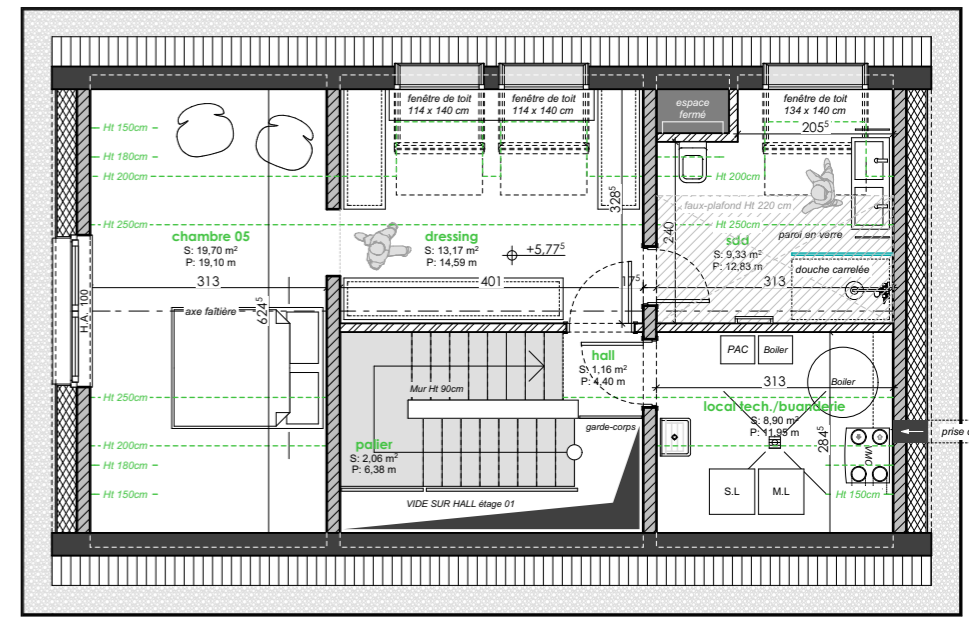 fenêtre de toit
114 x 140 cm
fenêtre de toit
114 x 140 cm
espace
fermé
fenêtre de toit
134 x 140 cm
205⁵
Ht 150cm
Ht 180cm
Ht 200cm
Ht 200cm
faux-plafond Ht 220 cm
Ht 250cm
Ht 250cm
328⁵
240
chambre 05
S: 19,70 m²
P: 19,10 m
313
dressing
S: 13,17 m²
P: 14,59 m
+5,77⁵
401
17⁵
sdd
S: 9,33 m²
P: 12,83 m
313
paroi en verre
douche carrelée
H.A. 100
624⁵
axe faîtière
hall
S: 1,16 m²
P: 4,40 m
PAC
Boiler
Boiler
313
Mur Ht 90cm
Ht 250cm
local tech./buanderie
S: 8,90 m²
P: 11,95 m
284⁵
garde-corps
palier
S: 2,06 m²
P: 6,38 m
Ht 200cm
Ht 180cm
Ht 150cm
VMC
prise
S.L
M.L
Ht 150cm
VIDE SUR HALL étage 01